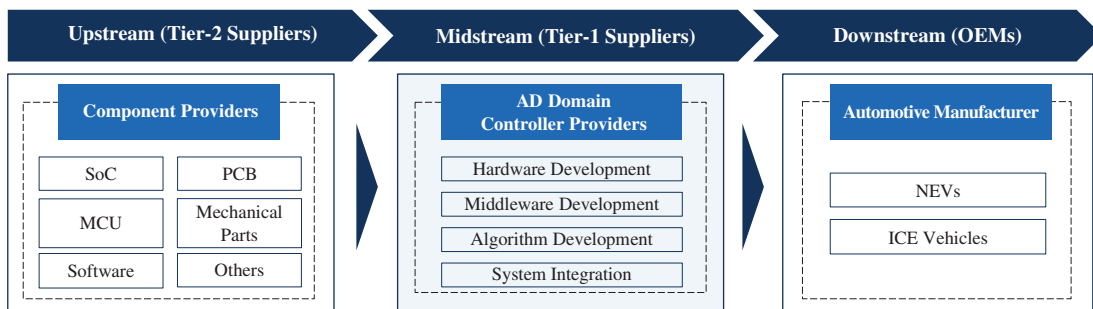 Upstream (Tier-2 Suppliers)
Midstream (Tier-1 Suppliers)
Downstream (OEMs)
Component Providers
SoC
PCB
MCU
Mechanical
Parts
Software
Others
AD Domain
Controller Providers
Hardware Development
Middleware Development
Algorithm Development
System Integration
Automotive Manufacturer
NEVs
ICE Vehicles